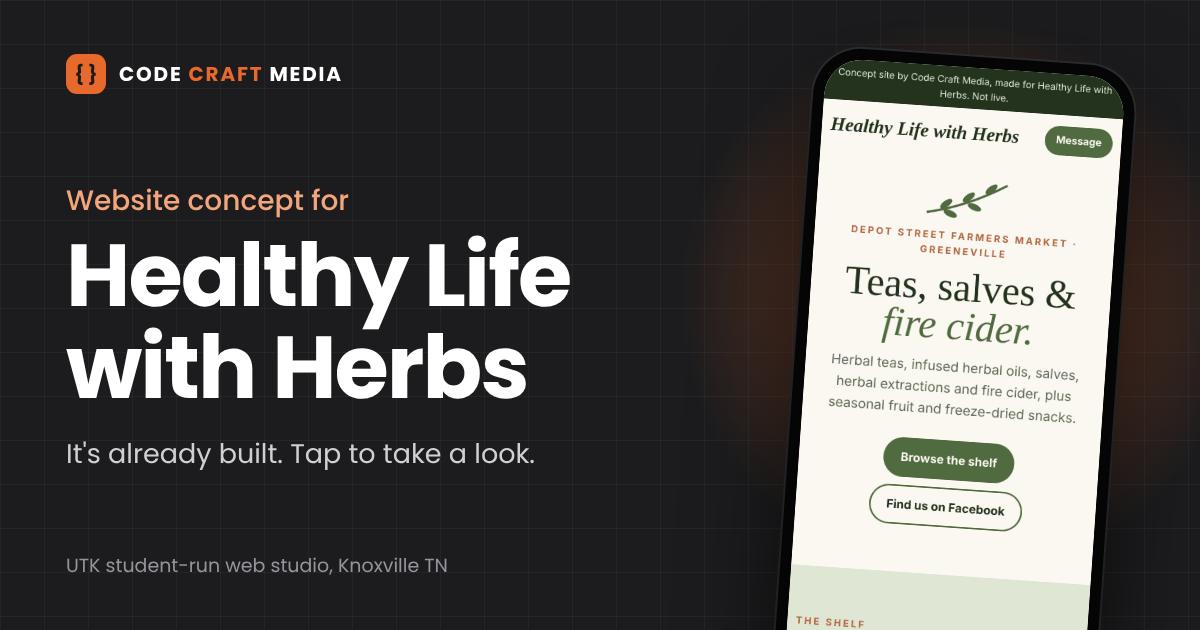 { } CODE CRAFT MEDIA
Website concept for
Healthy Life
with Herbs
It's already built. Tap to take a look.
UTK student-run web studio, Knoxville TN
Concept site by Code Craft Media, made for Healthy Life with
Herbs. Not live.
Healthy Life with Herbs
Message
DEPOT STREET FARMERS MARKET ·
GREENEVILLE
Teas, salves &
fire cider.
Herbal teas, infused herbal oils, salves,
herbal extractions and fire cider, plus
seasonal fruit and freeze-dried snacks.
Browse the shelf
Find us on Facebook
THE SHELF